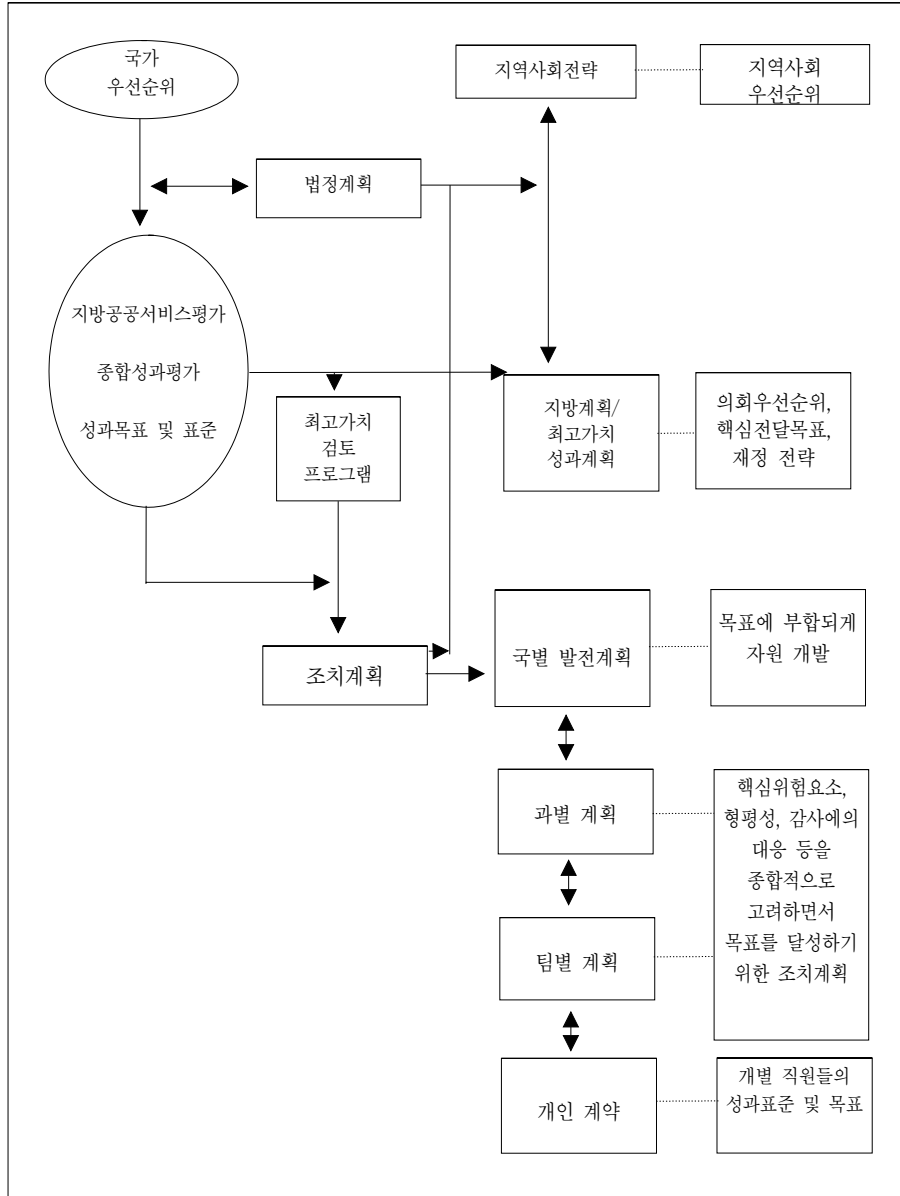 국가
우선순위
지역사회전략
지역사회
우선순위
법정계획
지방공공서비스평가
종합성과평가
성과목표 및 표준
최고가치
검토
프로그램
지방계획/
최고가치
성과계획
의회우선순위,
핵심전달목표,
재정 전략
조치계획
국별 발전계획
목표에 부합되게
자원 개발
과별 계획
핵심위험요소,
형평성, 감사에의
대응 등을
종합적으로
고려하면서
목표를 달성하기
위한 조치계획
팀별 계획
개인 계약
개별 직원들의
성과표준 및 목표